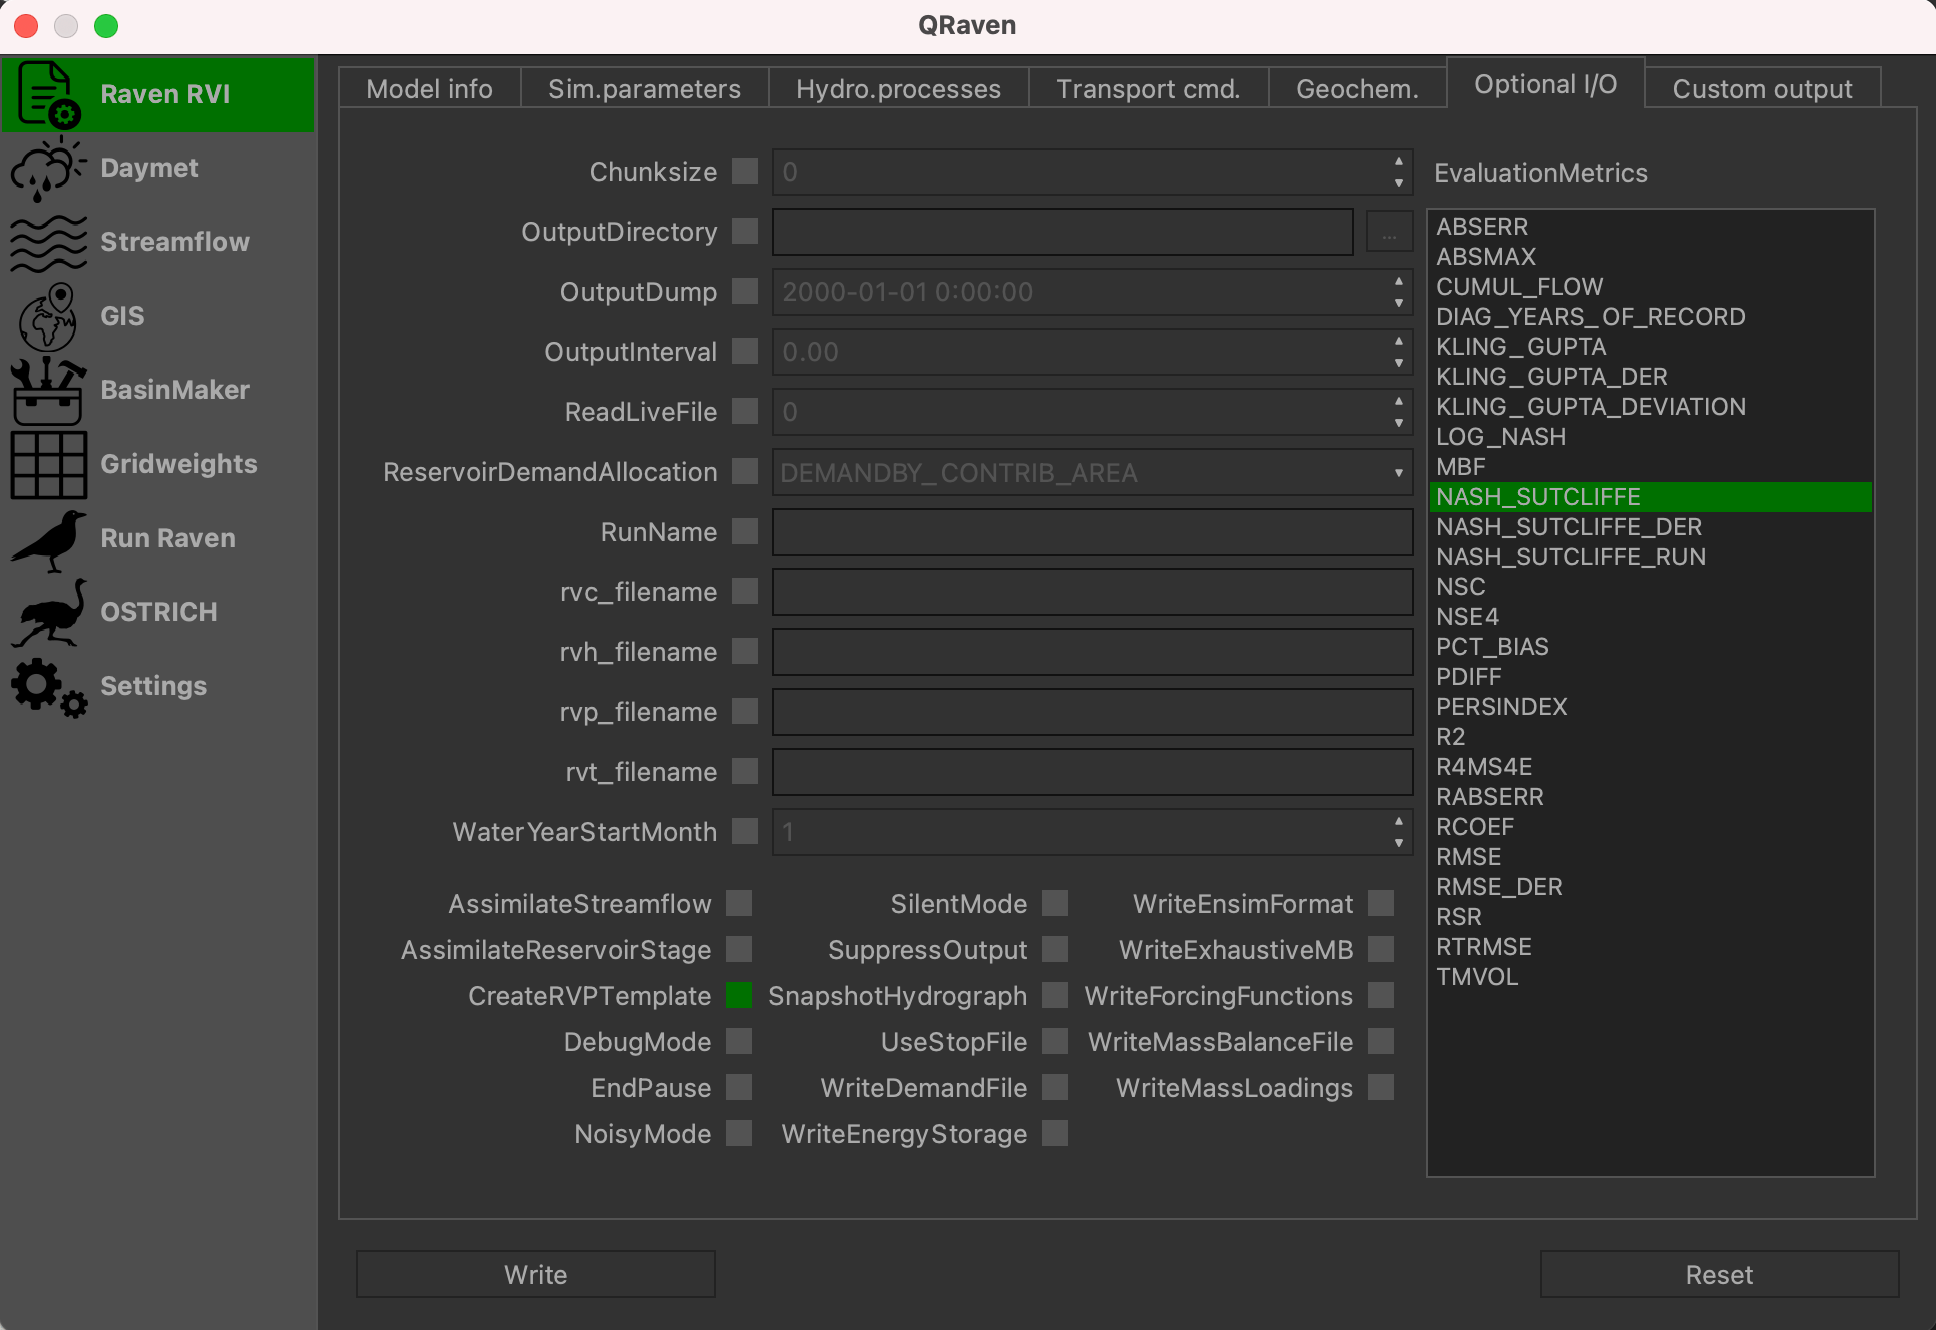 QRaven
Raven RVI
Daymet
Streamflow
GIS
BasinMaker
Gridweights
Run Raven
OSTRICH
Settings
Model info
Sim.parameters
Hydro.processes
Transport cmd.
Geochem.
Optional I/O
Custom output
Chunksize 0
OutputDirectory ...
OutputDump 2000-01-01 0:00:00
OutputInterval 0.00
ReadLiveFile 0
ReservoirDemandAllocation DEMANDBY_CONTRIB_AREA
RunName
rvc_filename
rvh_filename
rvp_filename
rvt_filename
WaterYearStartMonth 1
AssimilateStreamflow SilentMode WriteEnsimFormat
AssimilateReservoirStage SuppressOutput WriteExhaustiveMB
CreateRVPTemplate SnapshotHydrograph WriteForcingFunctions
DebugMode UseStopFile WriteMassBalanceFile
EndPause WriteDemandFile WriteMassLoadings
NoisyMode WriteEnergyStorage
EvaluationMetrics
ABSERR
ABSMAX
CUMUL_FLOW
DIAG_YEARS_OF_RECORD
KLING_GUPTA
KLING_GUPTA_DER
KLING_GUPTA_DEVIATION
LOG_NASH
MBF
NASH_SUTCLIFFE
NASH_SUTCLIFFE_DER
NASH_SUTCLIFFE_RUN
NSC
NSE4
PCT_BIAS
PDIFF
PERSINDEX
R2
R4MS4E
RABSERR
RCOEF
RMSE
RMSE_DER
RSR
RTRMSE
TMVOL
Write
Reset